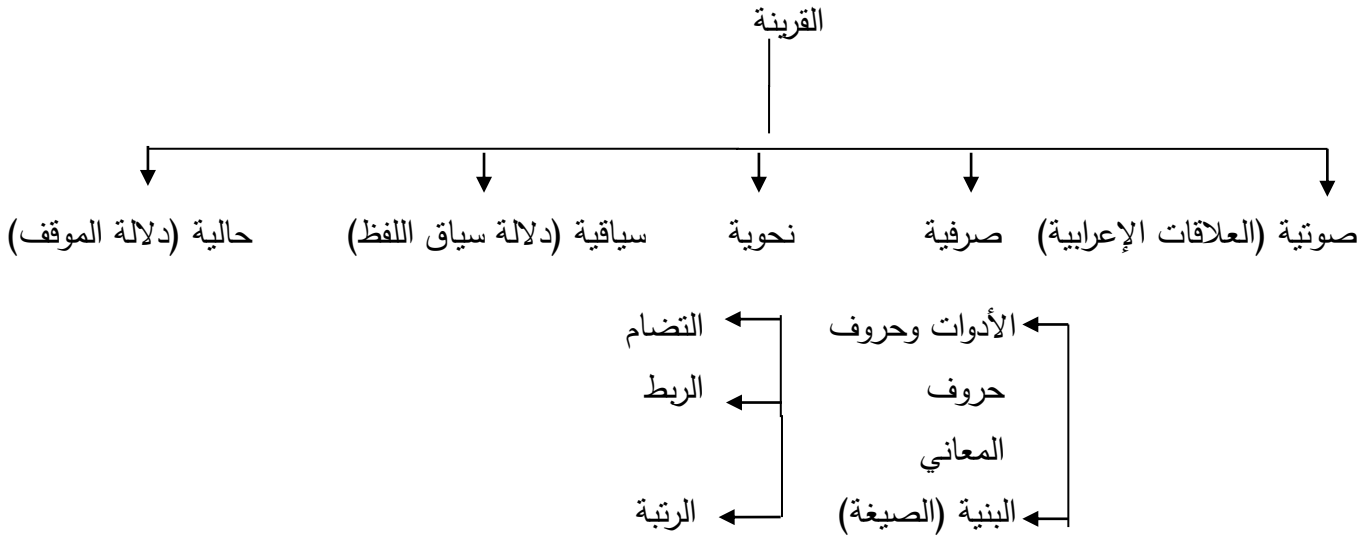 القرينة
صوتية (العلاقات الإعرابية) صرفية نحوية سياقية (دلالة سياق اللفظ) حالية (دلالة الموقف)
الأدوات وحروف التضام
حروف الربط
المعاني
البنية (الصيغة) الرتبة